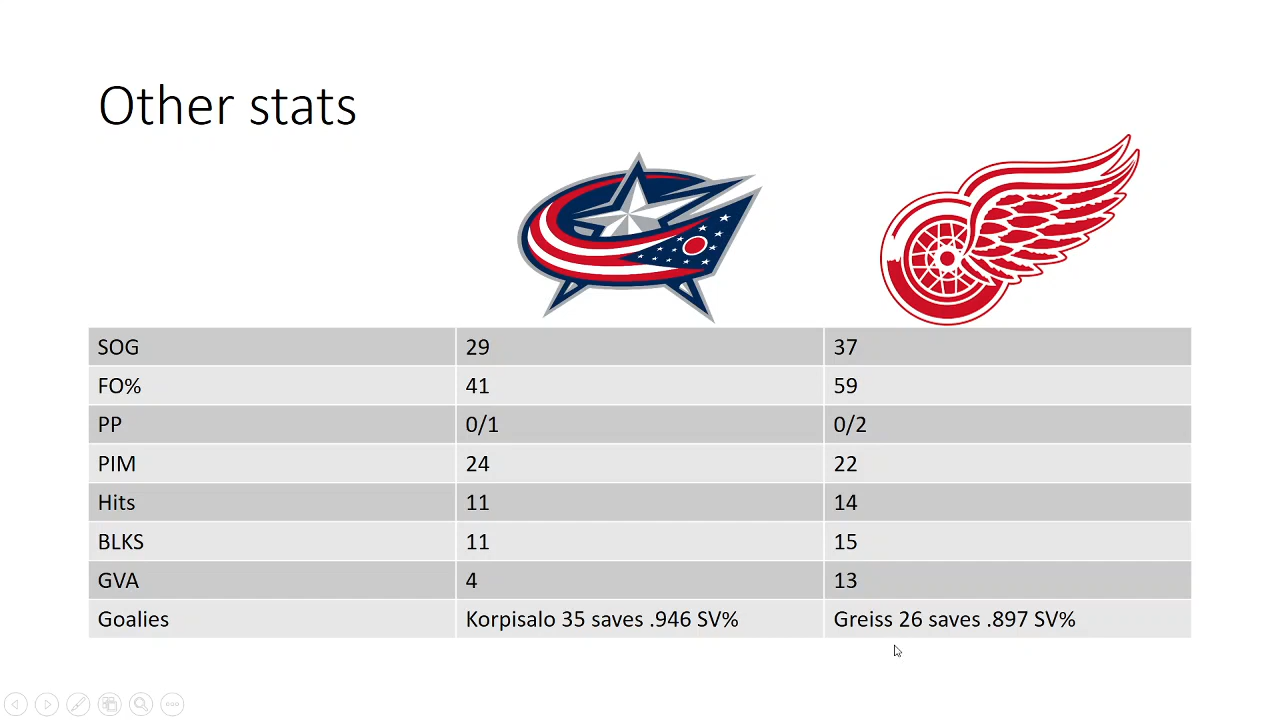 Other stats
SOG 29 37
FO% 41 59
PP 0/1 0/2
PIM 24 22
Hits 11 14
BLKS 11 15
GVA 4 13
Goalies Korpisalo 35 saves .946 SV% Greiss 26 saves .897 SV%